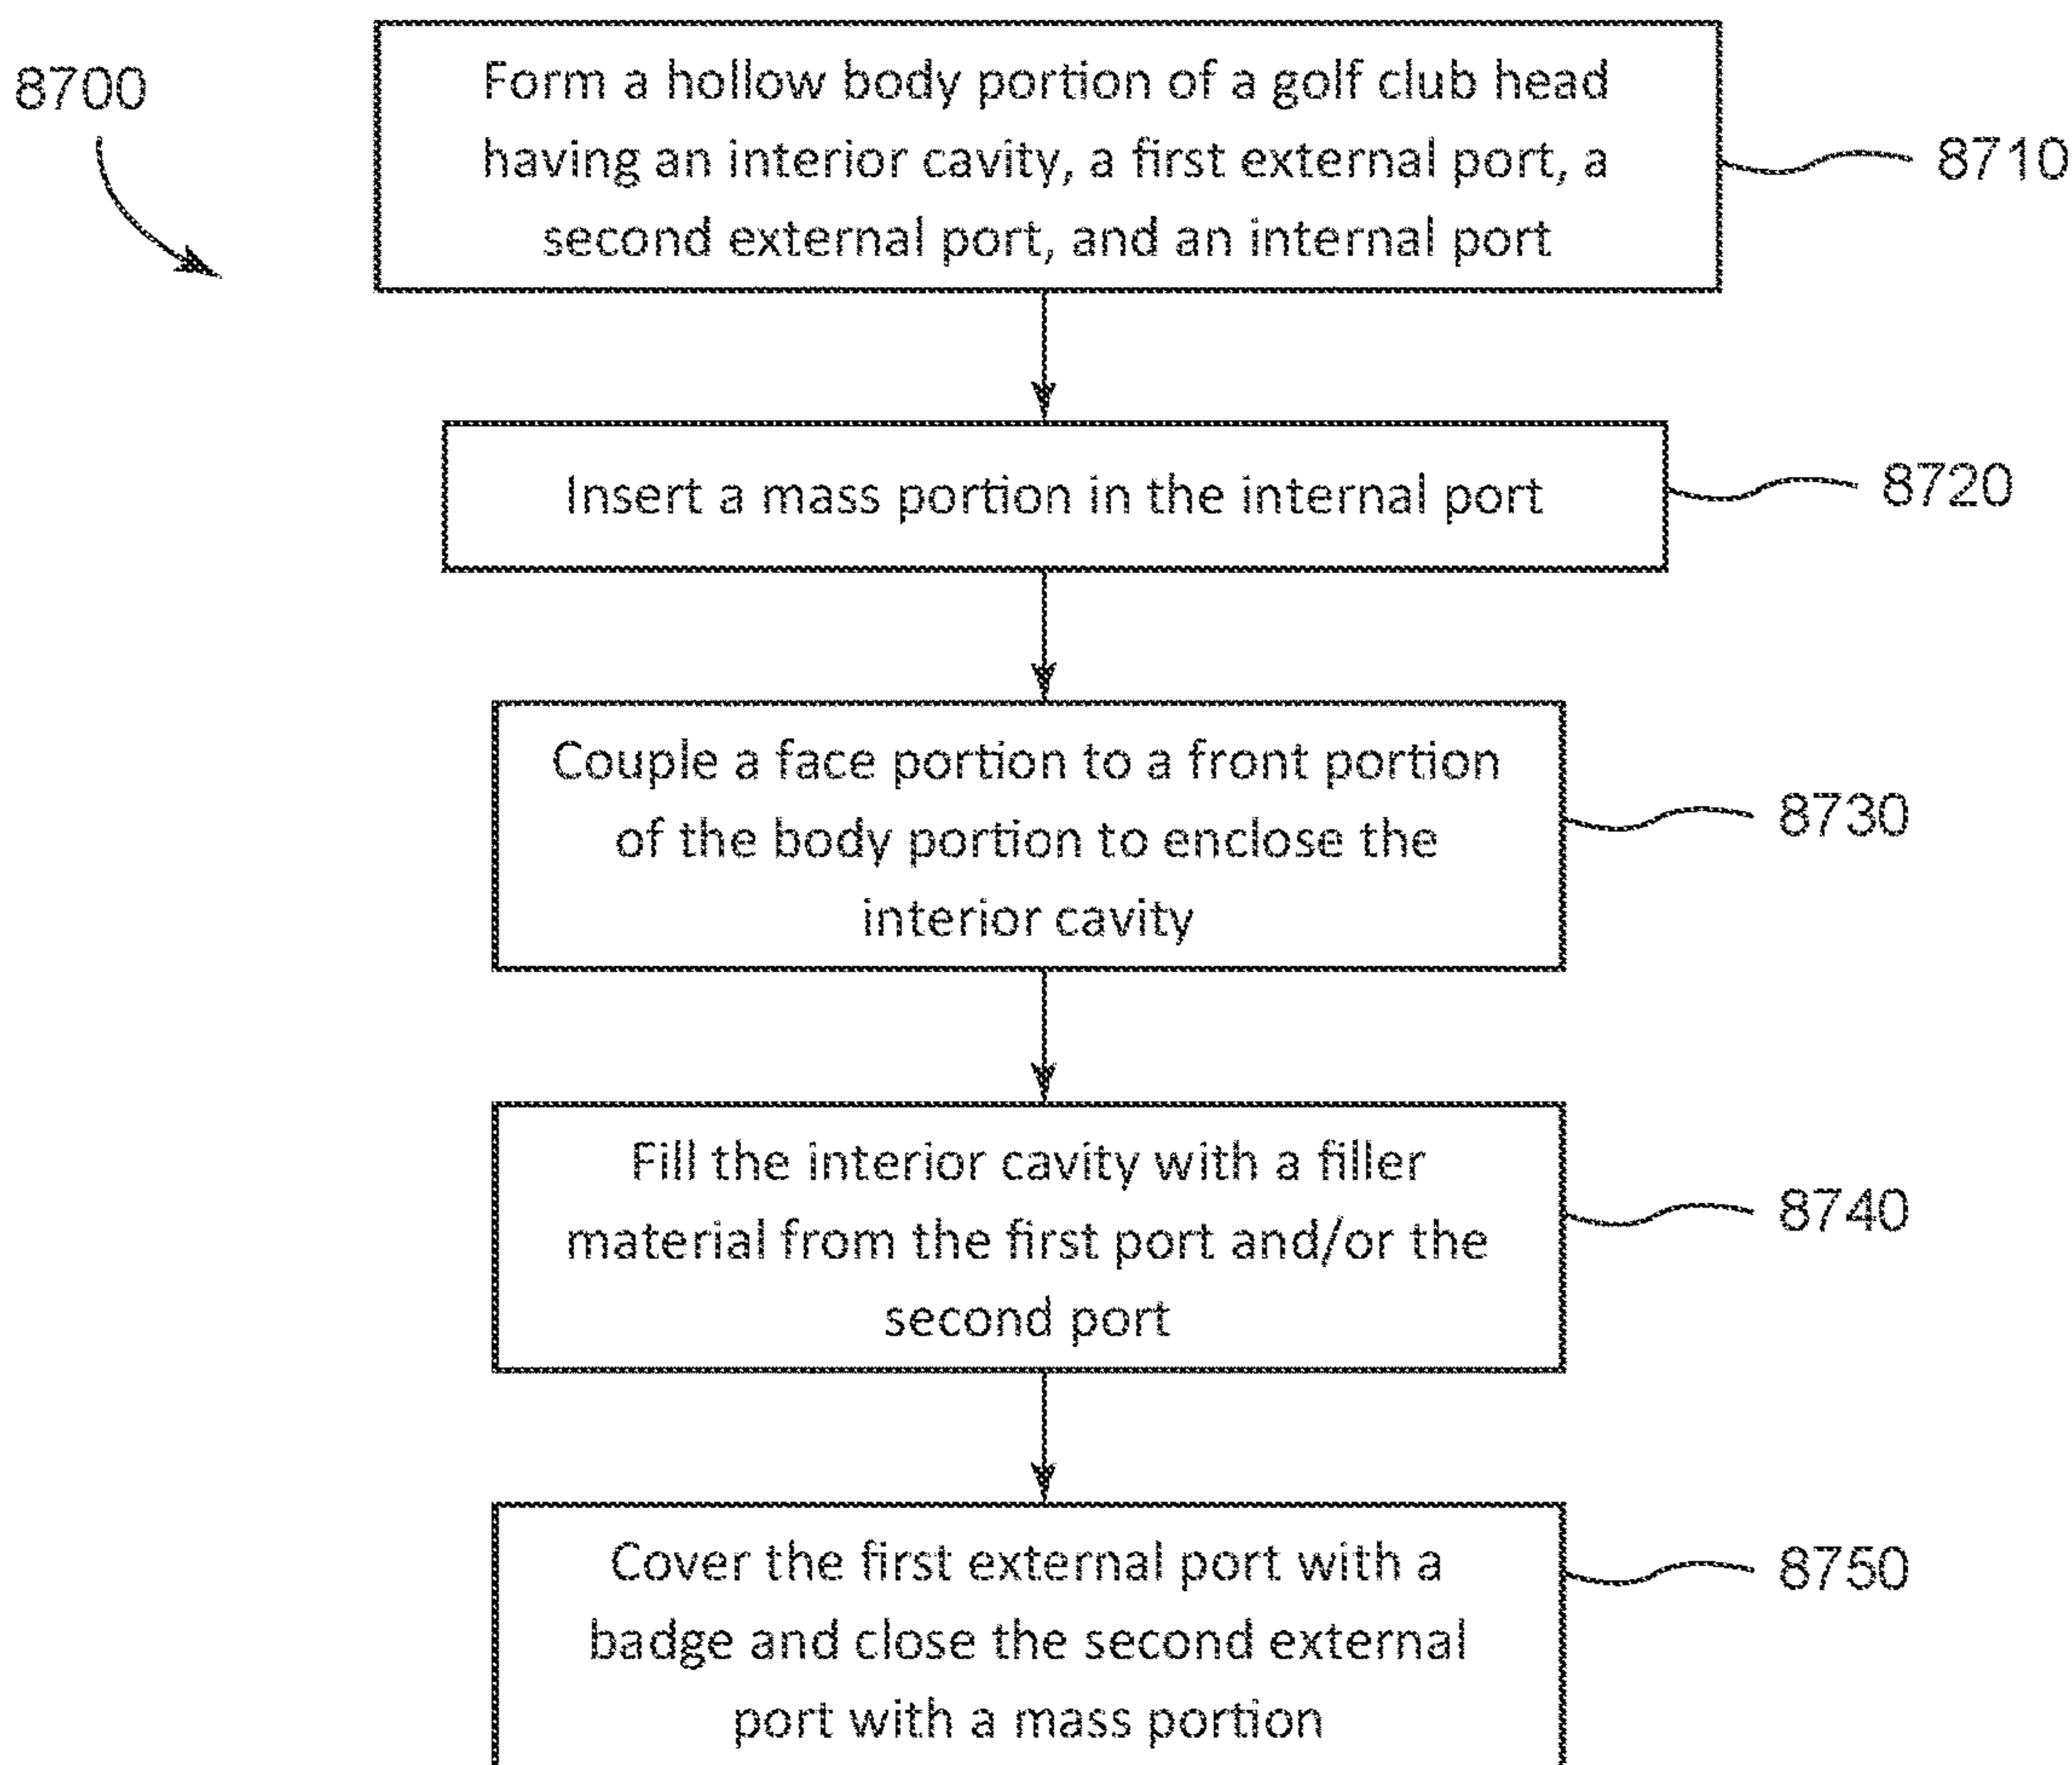 8700
Form a hollow body portion of a golf club head
having an interior cavity, a first external port, a
second external port, and an internal port
8710
Insert a mass portion in the internal port
8720
Couple a face portion to a front portion
of the body portion to enclose the
interior cavity
8730
Fill the interior cavity with a filler
material from the first port and/or the
second port
8740
Cover the first external port with a
badge and close the second external
port with a mass portion
8750